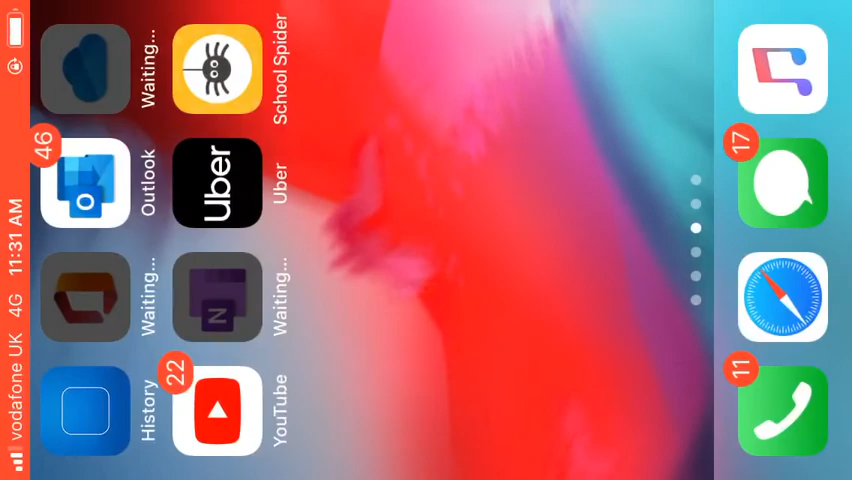 vodafone UK 4G 11:31 AM
46
History Waiting... Outlook Waiting...
22
Uber
N
O
YouTube Waiting... Uber School Spider
11 17